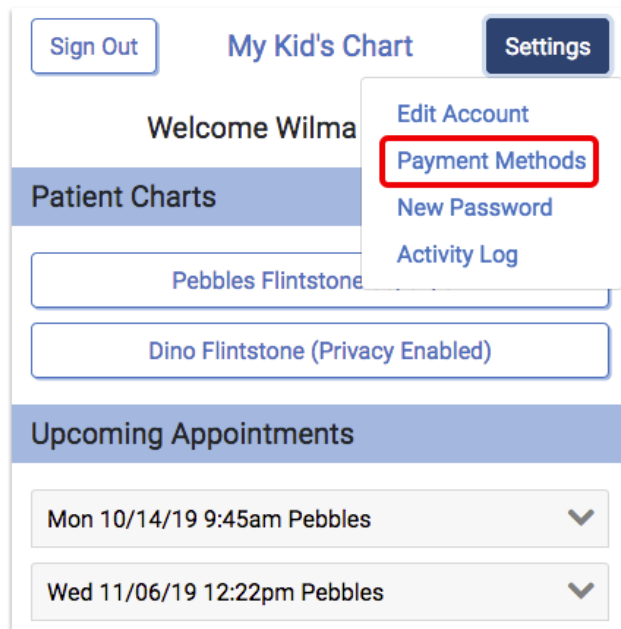 Sign Out My Kid's Chart Settings
Edit Account
Welcome Wilma
Payment Methods
Patient Charts
New Password
Activity Log
Pebbles Flintstone
Dino Flintstone (Privacy Enabled)
Upcoming Appointments
Mon 10/14/19 9:45am Pebbles
Wed 11/06/19 12:22pm Pebbles